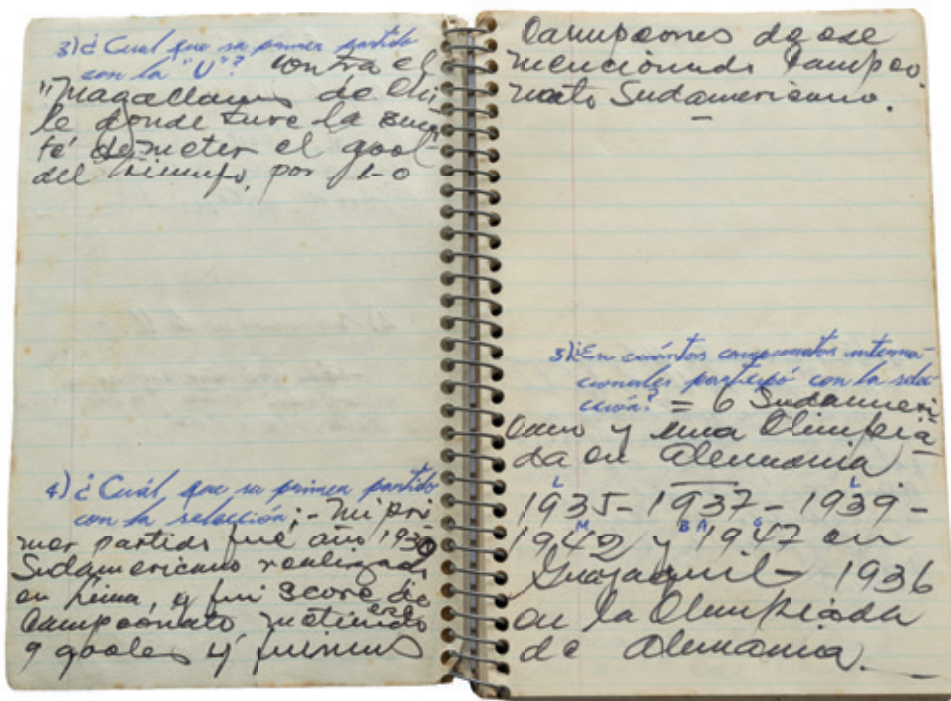 3) ¿Cual fue su primer partido
con la "U"? contra el
"Magallanes de Chi
le donde tuve la suer
te de meter el gool
del triunfo, por 1-0
4) ¿Cuál, fue su primer partido
con la selección; - mi pri
mer partido fué año 1939
Sudamericano realizado
en Lima, y fui Score de
Campeonato metiendo
9 gooles y fuimos
Campeones de ese
mencionado Campeo
nato Sudamericano.
5) ¿En cuántos campeonatos interna-
cionales participó con la selec-
ción? = 6 Sudameri
cano y una Olimpia
da en Alemania -
L L
1935 - 1937 - 1939 -
M B A G
1942 y 1947 en
Guayaquil - 1936
en la Olimpiada
de Alemania.